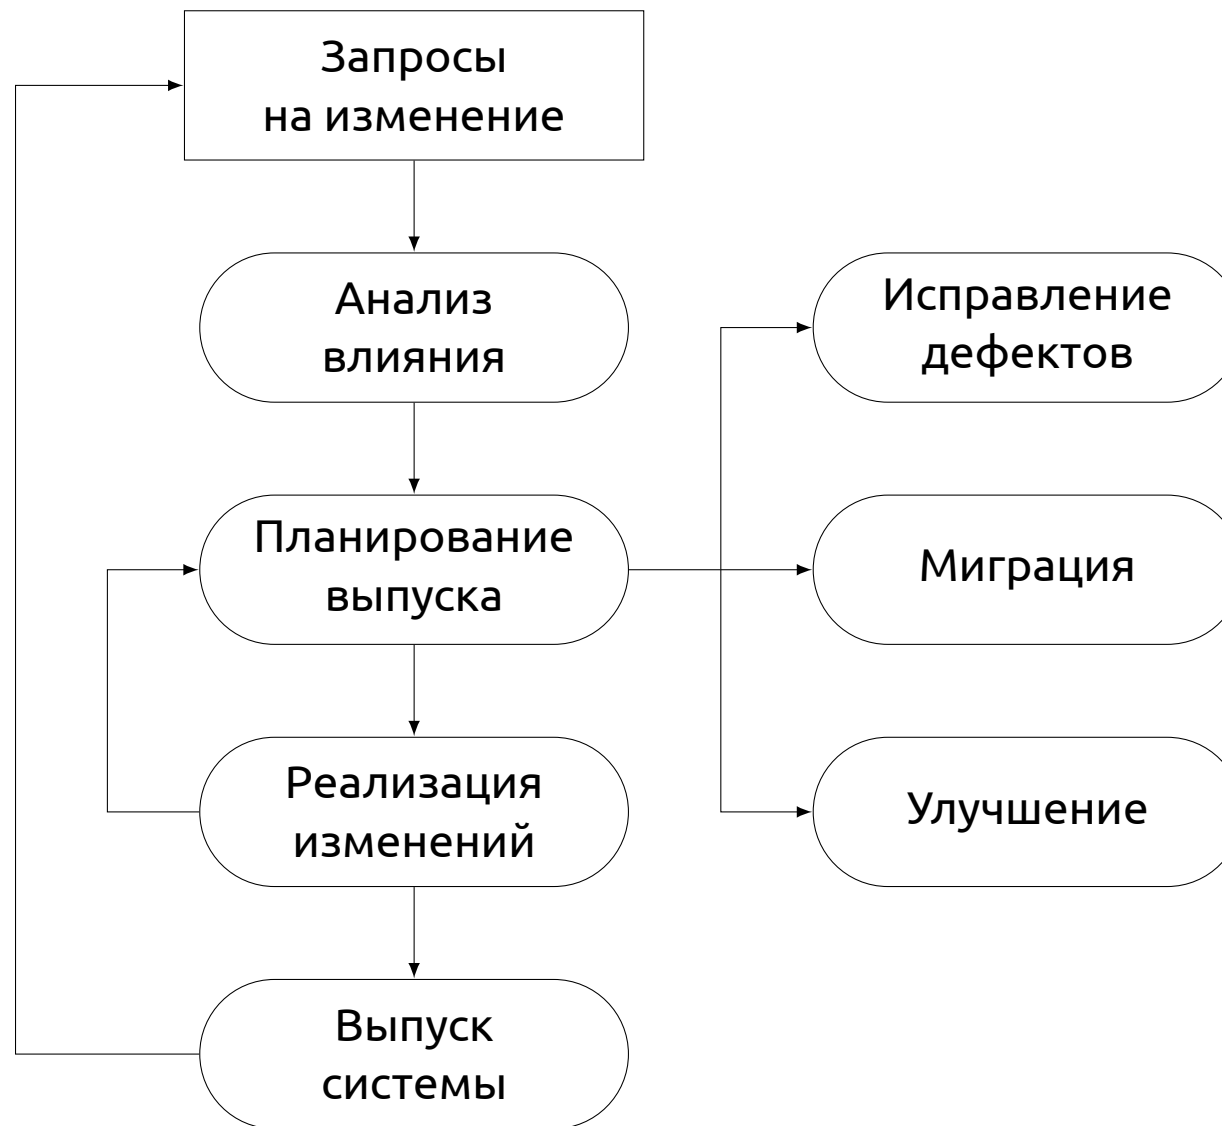 Запросы
на изменение
Анализ
влияния
Исправление
дефектов
Планирование
выпуска
Миграция
Реализация
изменений
Улучшение
Выпуск
системы